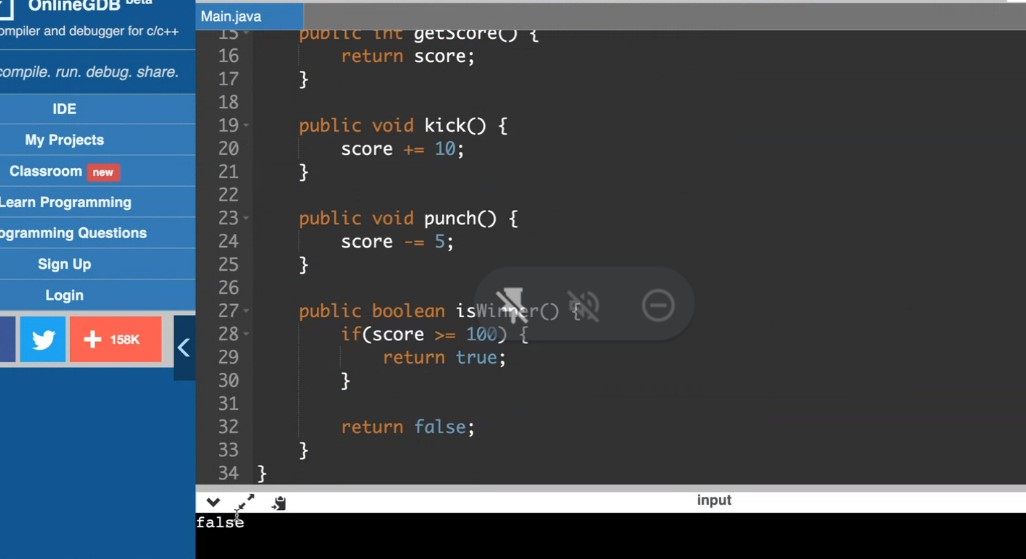 OnlineGDB beta
ompiler and debugger for c/c++
compile. run. debug. share.
IDE
My Projects
Classroom new
Learn Programming
ogramming Questions
Sign Up
Login
158K
Main.java
15 public int getScore() {
16 return score;
17 }
18
19 public void kick() {
20 score += 10;
21 }
22
23 public void punch() {
24 score -= 5;
25 }
26
27 public boolean isWinner() {
28 if(score >= 100) {
29 return true;
30 }
31
32 return false;
33 }
34 }
input
false